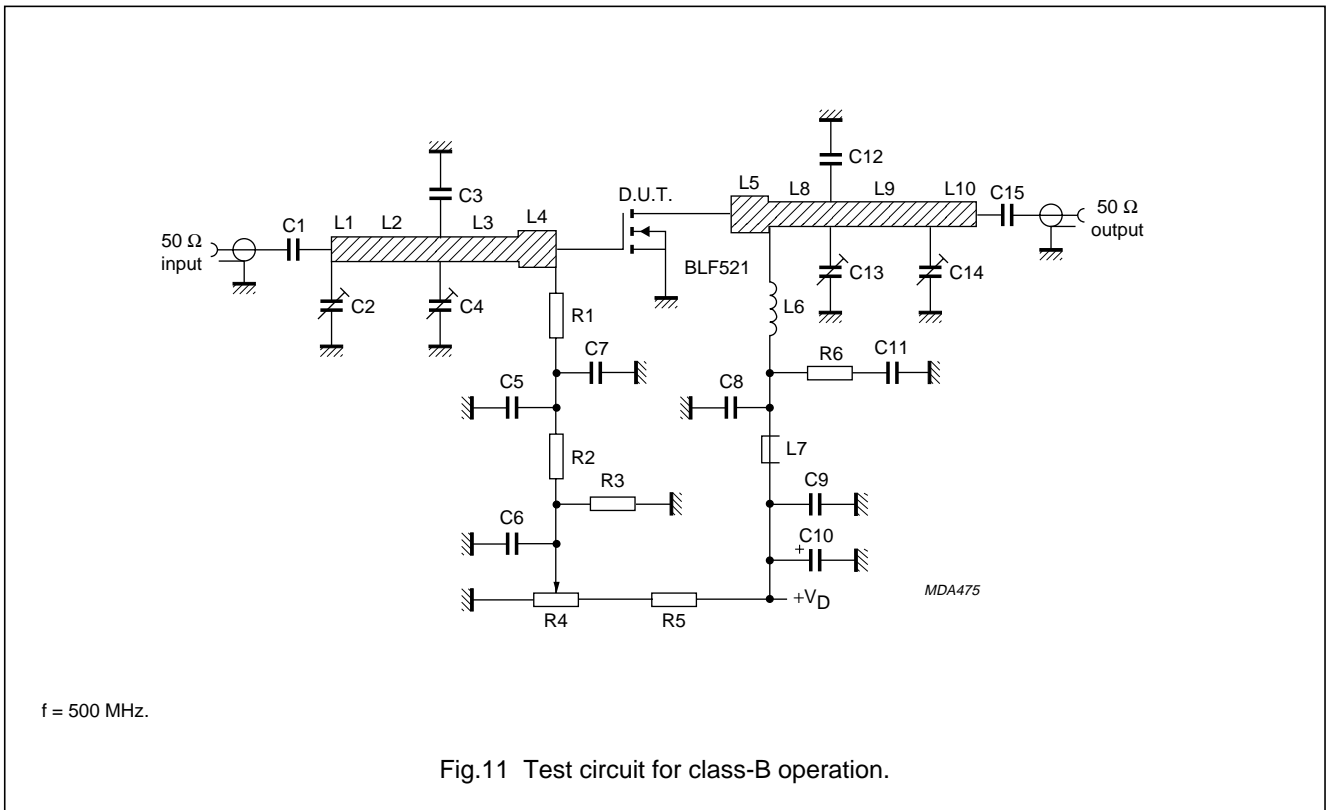 C12
L5 L8 L9 L10 C15
D.U.T.
C3
50 Ω
input
C1 L1 L2 L3 L4
50 Ω
output
BLF521
C2 C4
C13 C14
L6
R1
C7
R6 C11
C5
C8
L7
R2
R3
C9
C6
+
C10
+VD
MDA475
R4 R5
f = 500 MHz.
Fig.11 Test circuit for class-B operation.